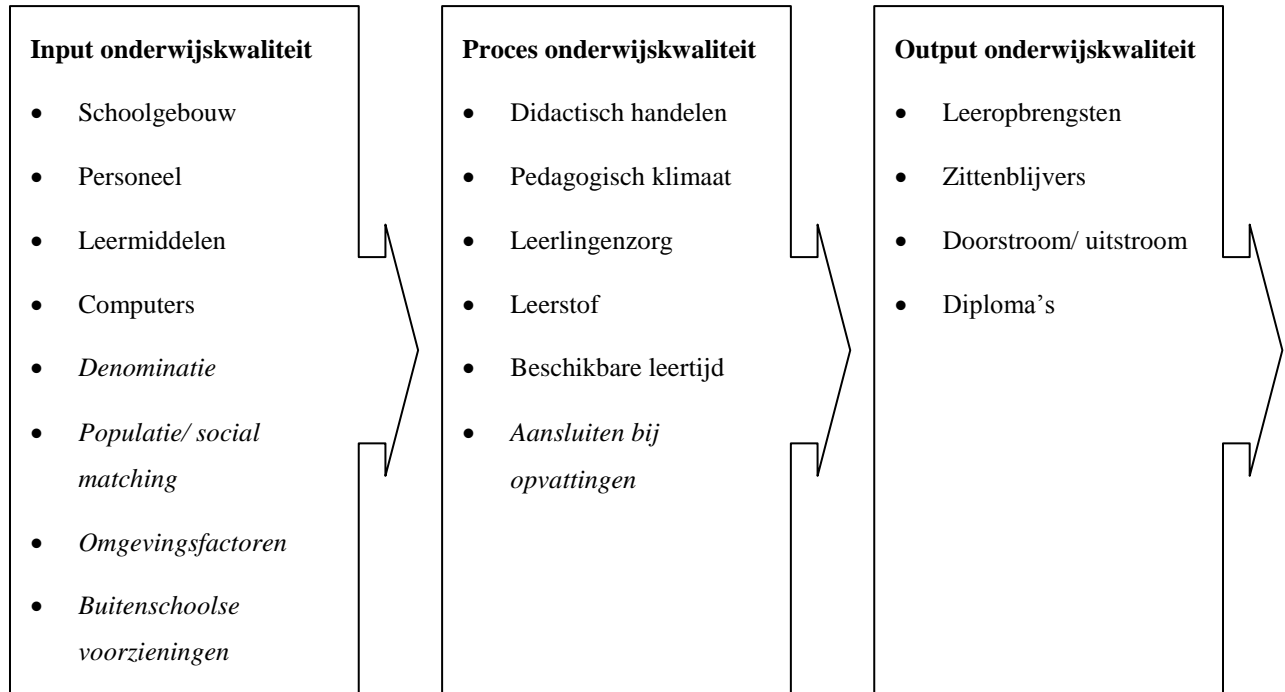 Input onderwijskwaliteit
• Schoolgebouw
• Personeel
• Leermiddelen
• Computers
• Denominatie
• Populatie/ social
matching
• Omgevingsfactoren
• Buitenschoolse
voorzieningen
Proces onderwijskwaliteit
• Didactisch handelen
• Pedagogisch klimaat
• Leerlingenzorg
• Leerstof
• Beschikbare leertijd
• Aansluiten bij
opvattingen
Output onderwijskwaliteit
• Leeropbrengsten
• Zittenblijvers
• Doorstroom/ uitstroom
• Diploma’s